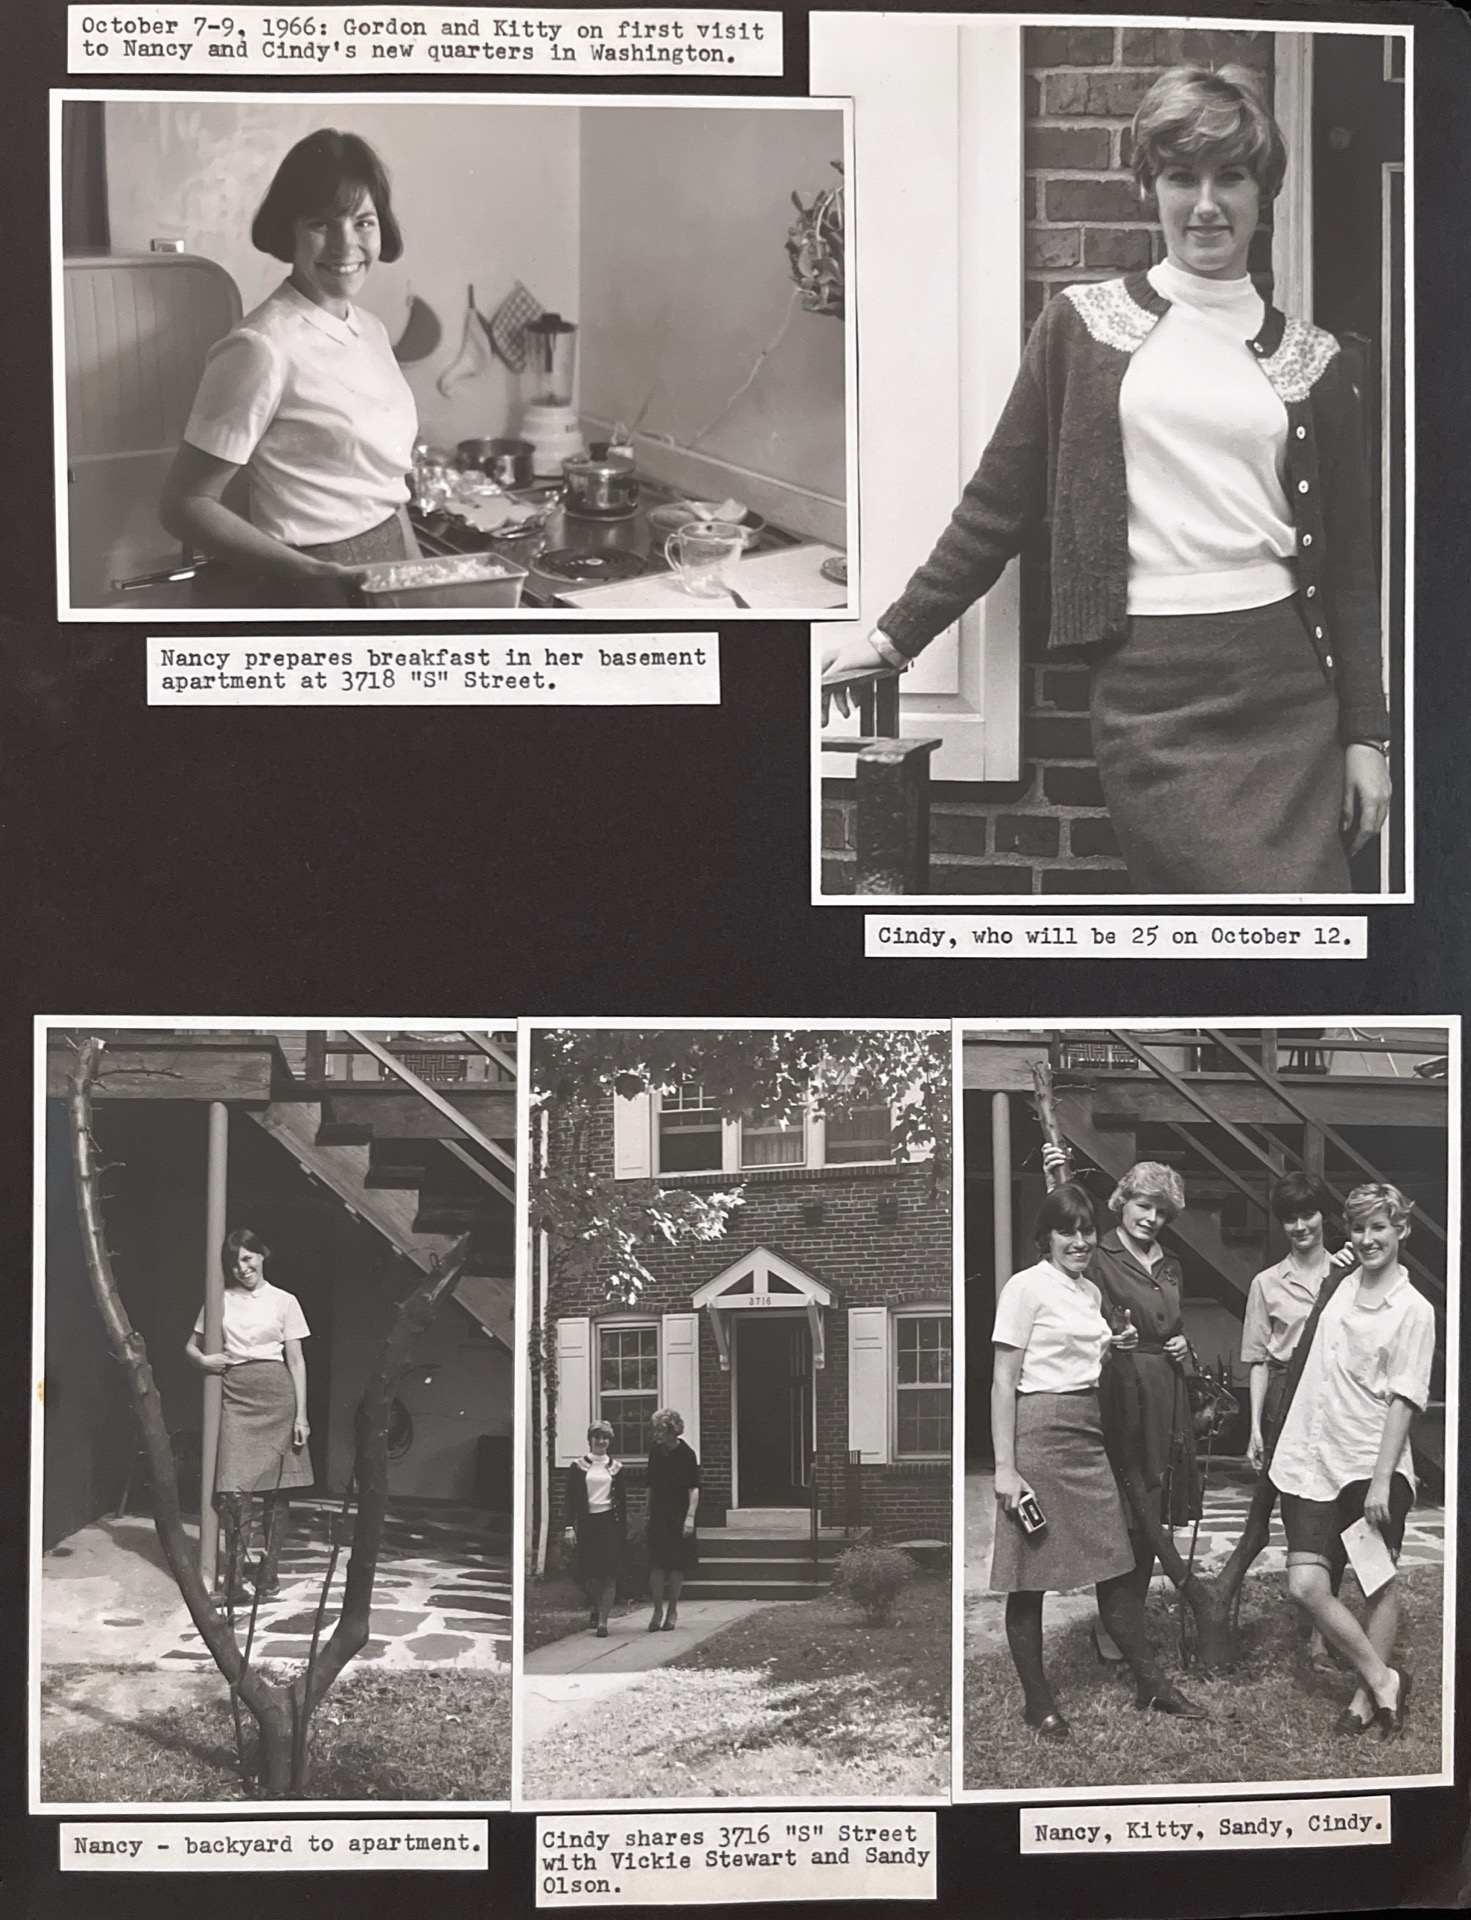 October 7-9, 1966: Gordon and Kitty on first visit
to Nancy and Cindy's new quarters in Washington.
Nancy prepares breakfast in her basement
apartment at 3718 "S" Street.
Cindy, who will be 25 on October 12.
3716
Nancy - backyard to apartment.
Cindy shares 3716 "S" Street
with Vickie Stewart and Sandy
Olson.
Nancy, Kitty, Sandy, Cindy.